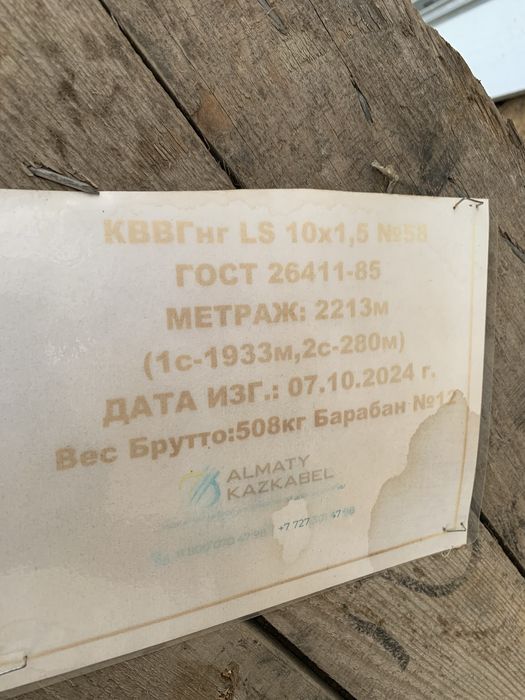 КВВГнг LS 10х1,5 №58
ГОСТ 26411-85
МЕТРАЖ: 2213м
(1с-1933м,2с-280м)
ДАТА ИЗГ.: 07.10.2024 г.
Вес Брутто:508кг Барабан №17
ALMATY
KAZKABEL